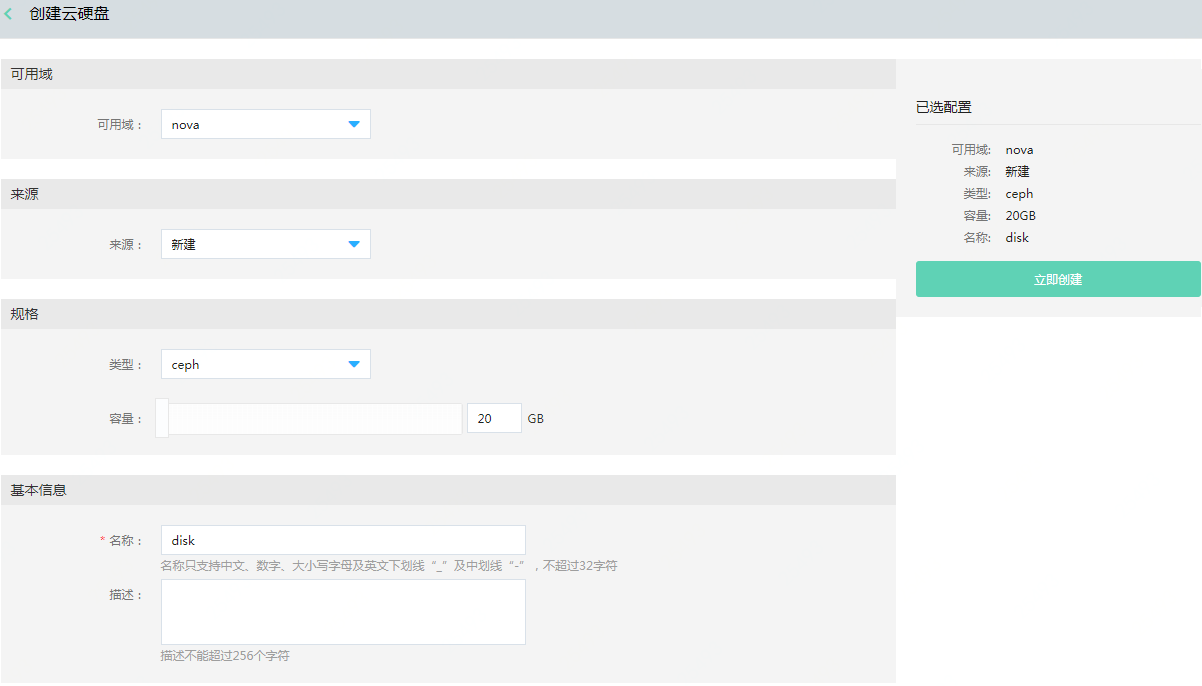 创建云硬盘
可用域
可用域： nova
来源
来源： 新建
规格
类型： ceph
容量： 20 GB
基本信息
* 名称： disk
名称只支持中文、数字、大小写字母及英文下划线“_”及中划线“-”，不超过32字符
描述：
描述不能超过256个字符
已选配置
可用域: nova
来源: 新建
类型: ceph
容量: 20GB
名称: disk
立即创建